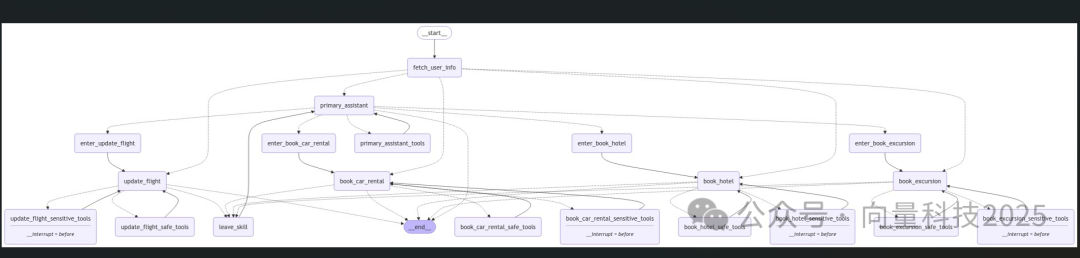 __start__
fetch_user_info
primary_assistant
enter_update_flight
enter_book_car_rental
primary_assistant_tools
enter_book_hotel
enter_book_excursion
update_flight
book_car_rental
book_hotel
book_excursion
update_flight_sensitive_tools
__interrupt = before
update_flight_safe_tools
leave_skill
__end__
book_car_rental_safe_tools
book_car_rental_sensitive_tools
__interrupt = before
book_hotel_safe_tools
book_hotel_sensitive_tools
__interrupt = before
book_excursion_safe_tools
book_excursion_sensitive_tools
__interrupt = before
公众号 · 向量科技2025